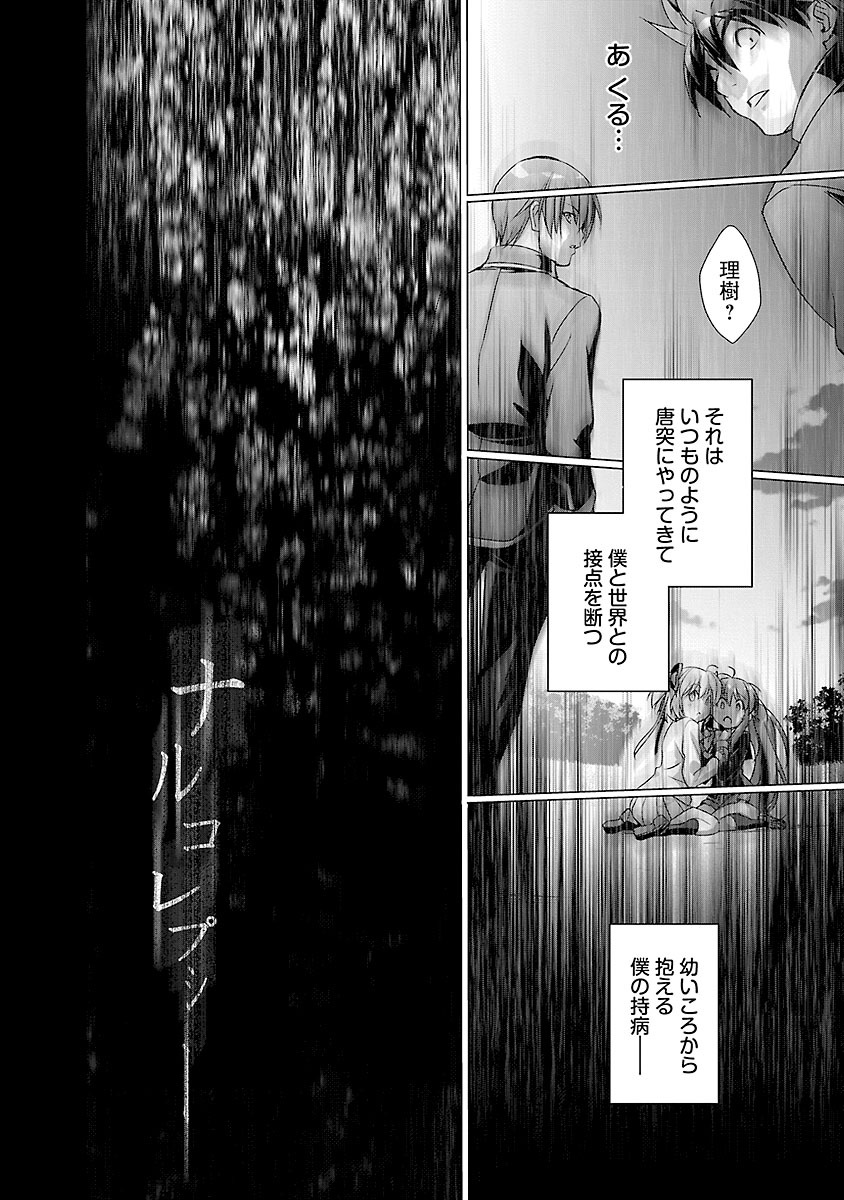 あ くる…
理樹?
それは
いつものように
唐突にやってきて
僕と世界との
接点を断つ
幼いころから
抱える
僕の持病──
ナルコレプシー